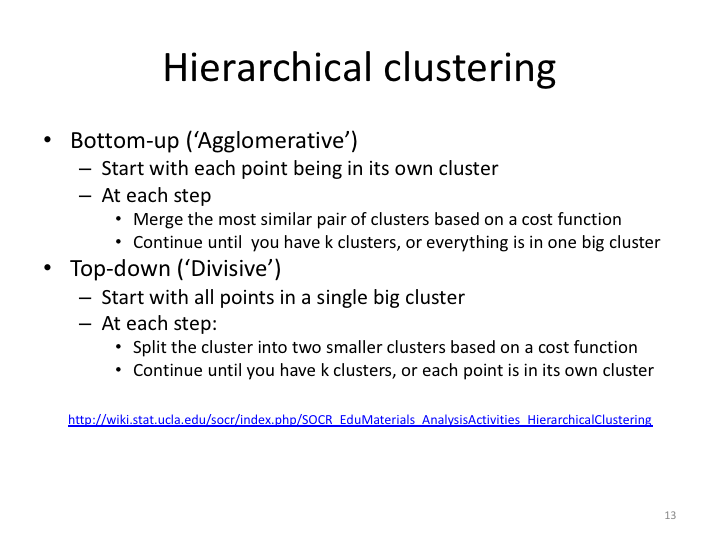 Hierarchical clustering
• Bottom-up (‘Agglomerative’)
– Start with each point being in its own cluster
– At each step
• Merge the most similar pair of clusters based on a cost function
• Continue until  you have k clusters, or everything is in one big cluster
• Top-down (‘Divisive’)
– Start with all points in a single big cluster
– At each step:
• Split the cluster into two smaller clusters based on a cost function
• Continue until you have k clusters, or each point is in its own cluster
http://wiki.stat.ucla.edu/socr/index.php/SOCR_EduMaterials_AnalysisActivities_HierarchicalClustering
13